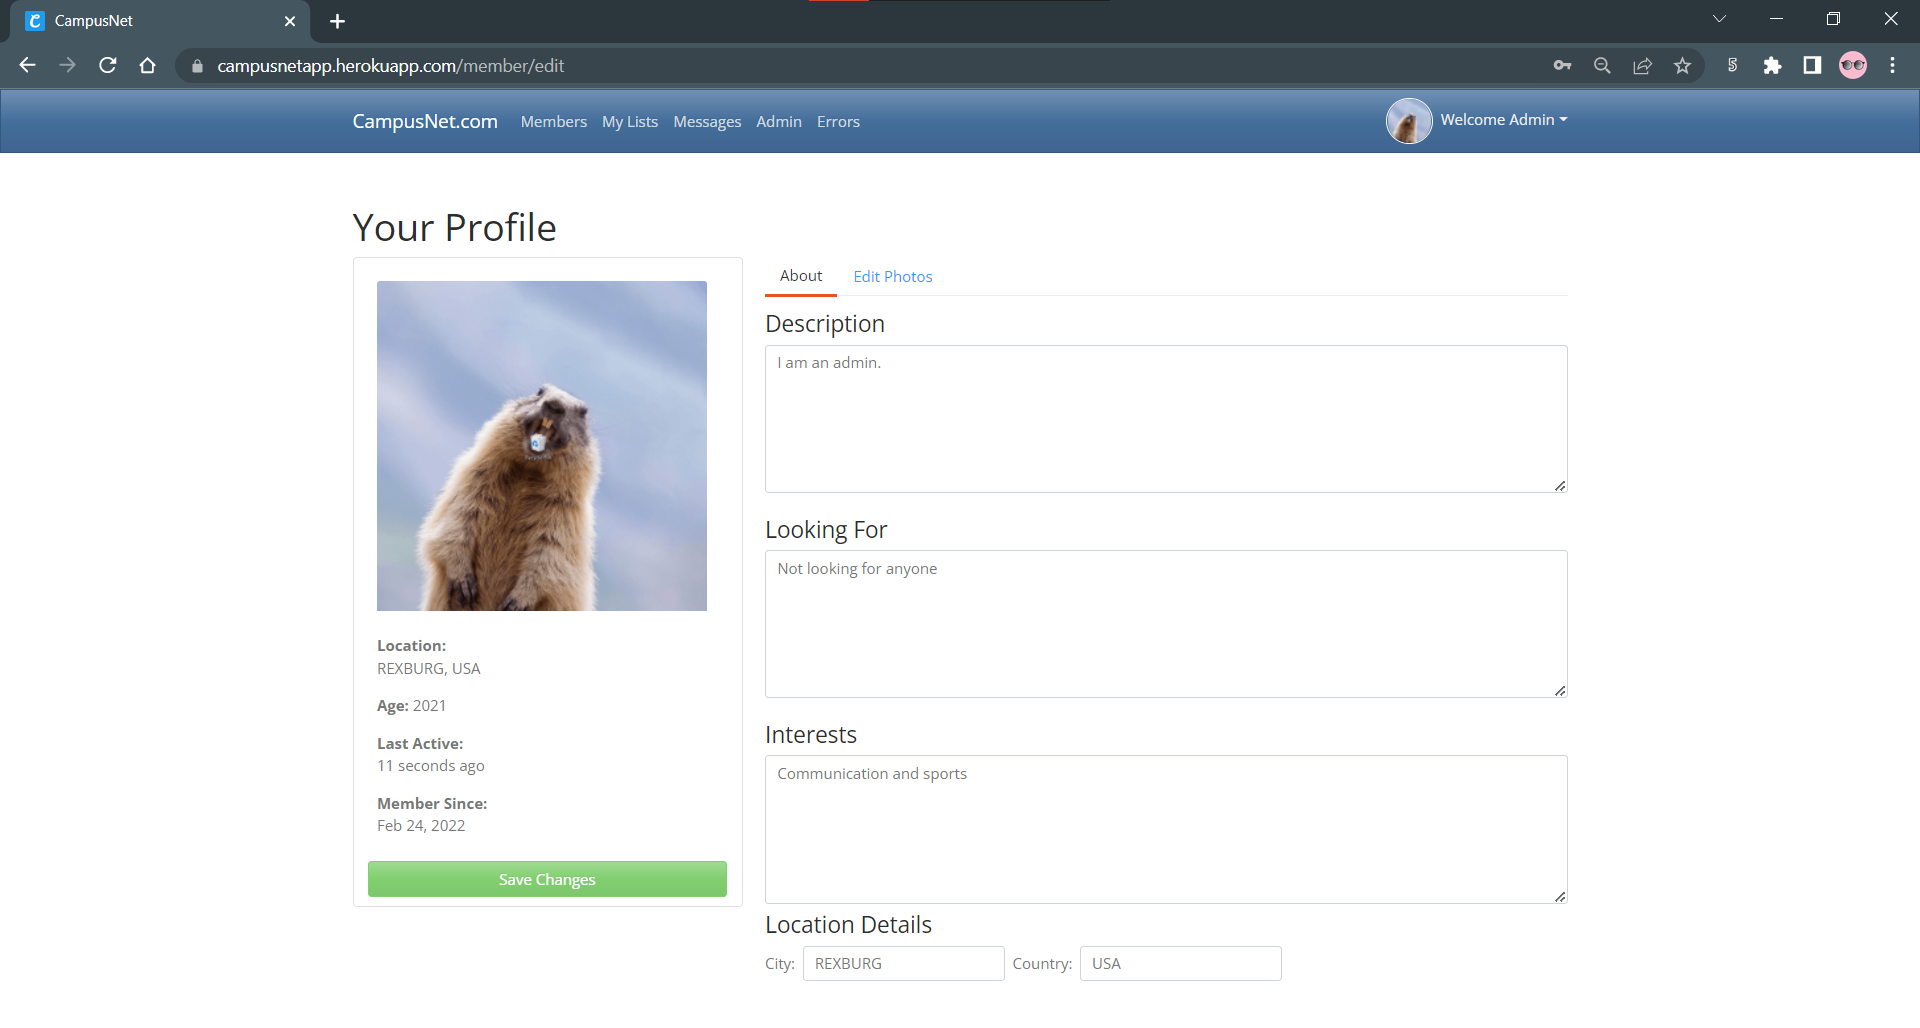 CampusNet
campusnetapp.herokuapp.com/member/edit
CampusNet.com Members My Lists Messages Admin Errors Welcome Admin
Your Profile
About Edit Photos
Description
I am an admin.
Looking For
Not looking for anyone
Location:
REXBURG, USA
Age: 2021
Last Active:
11 seconds ago
Member Since:
Feb 24, 2022
Save Changes
Interests
Communication and sports
Location Details
City: REXBURG Country: USA